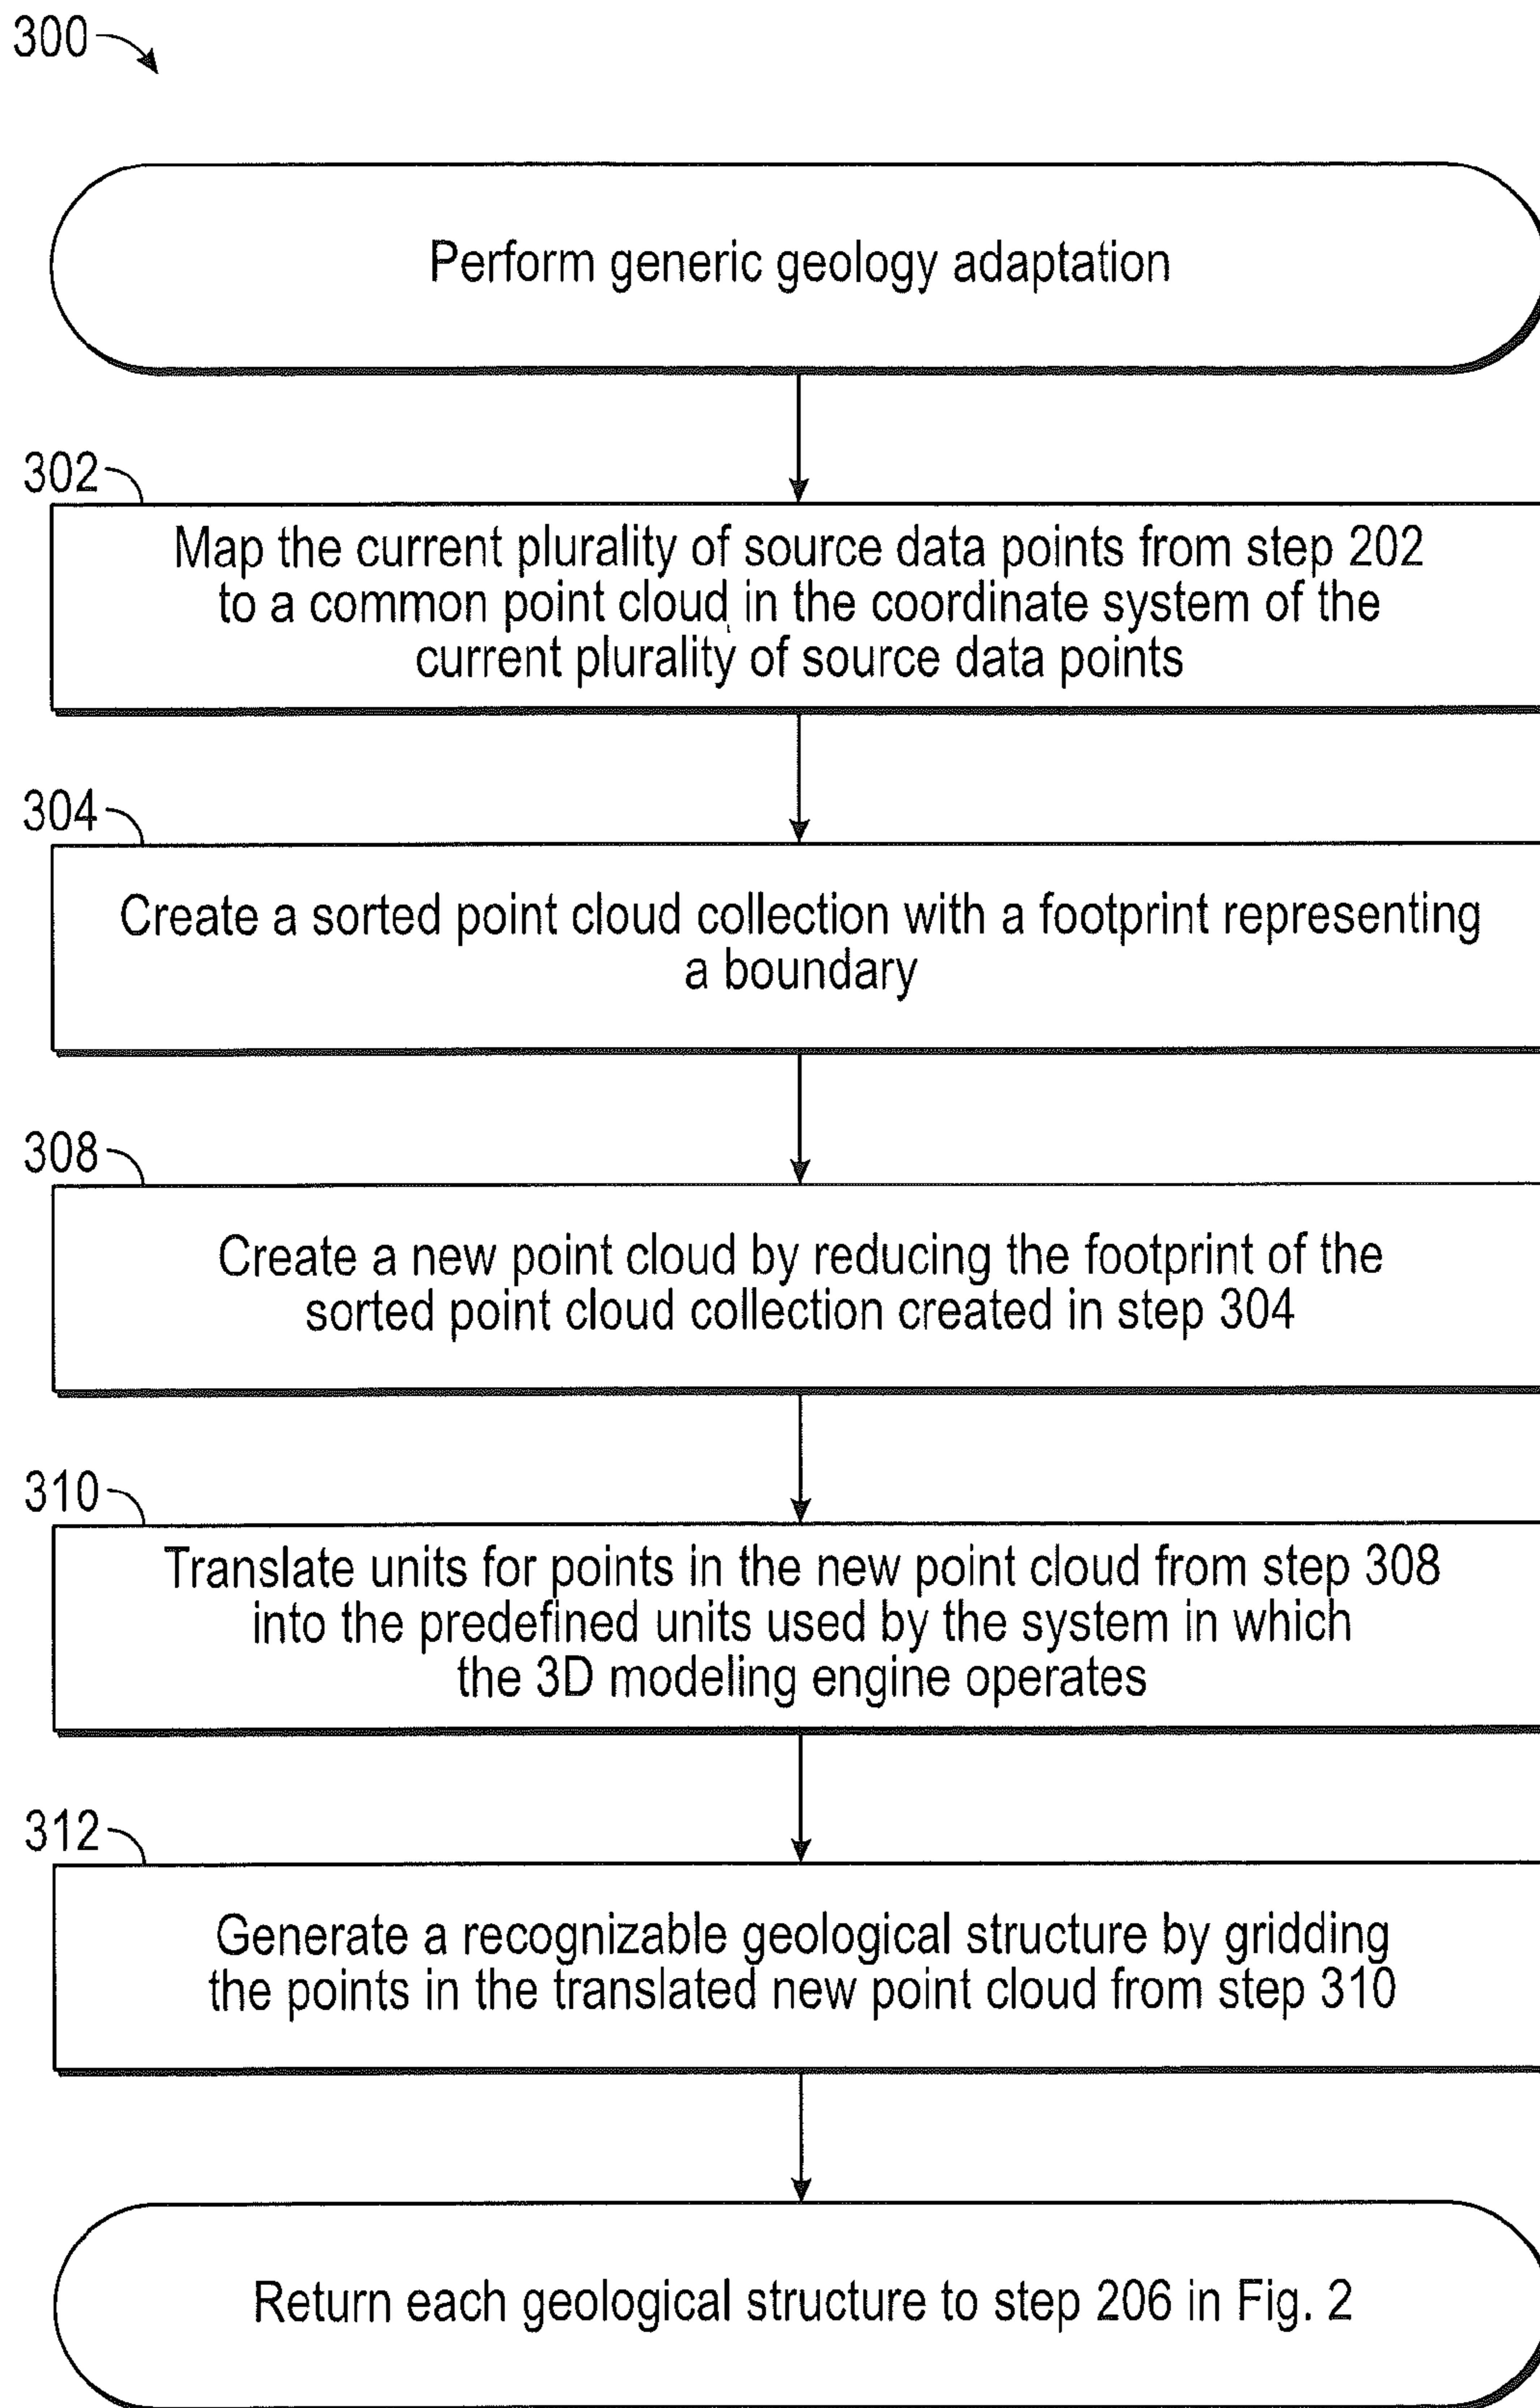 300
Perform generic geology adaptation
302
Map the current plurality of source data points from step 202
to a common point cloud in the coordinate system of the
current plurality of source data points
304
Create a sorted point cloud collection with a footprint representing
a boundary
308
Create a new point cloud by reducing the footprint of the
sorted point cloud collection created in step 304
310
Translate units for points in the new point cloud from step 308
into the predefined units used by the system in which
the 3D modeling engine operates
312
Generate a recognizable geological structure by gridding
the points in the translated new point cloud from step 310
Return each geological structure to step 206 in Fig. 2